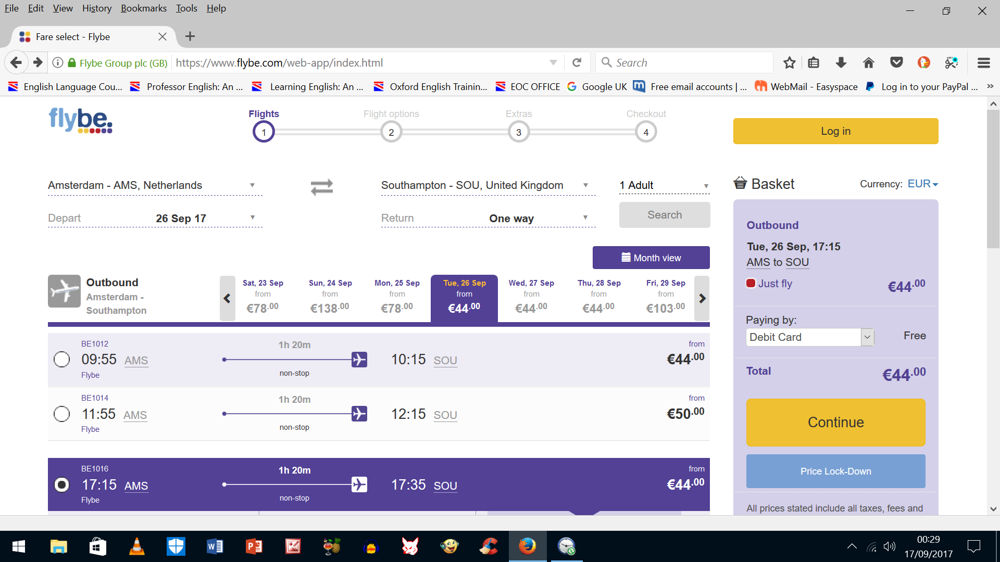 File Edit View History Bookmarks Tools Help
Fare select - Flybe
Flybe Group plc (GB) https://www.flybe.com/web-app/index.html Search
English Language Cou... Professor English: An ... Learning English: An ... Oxford English Trainin... EOC OFFICE Google UK Free email accounts | ... WebMail - Easyspace Log in to your PayPal ... »
flybe.
Flights Flight options Extras Checkout
1 2 3 4
Log in
Amsterdam - AMS, Netherlands Southampton - SOU, United Kingdom 1 Adult
Depart 26 Sep 17 Return One way Search
Month view
Outbound
Amsterdam -
Southampton
Sat, 23 Sep Sun, 24 Sep Mon, 25 Sep Tue, 26 Sep Wed, 27 Sep Thu, 28 Sep Fri, 29 Sep
from from from from from from from
€78.00 €138.00 €78.00 €44.00 €44.00 €44.00 €103.00
BE1012 1h 20m from
09:55 AMS 10:15 SOU €44.00
Flybe non-stop
BE1014 1h 20m from
11:55 AMS 12:15 SOU €50.00
Flybe non-stop
BE1016 1h 20m from
17:15 AMS 17:35 SOU €44.00
Flybe non-stop
Basket Currency: EUR
Outbound
Tue, 26 Sep, 17:15
AMS to SOU
Just fly €44.00
Paying by:
Debit Card Free
Total €44.00
Continue
Price Lock-Down
All prices stated include all taxes, fees and
00:29
17/09/2017